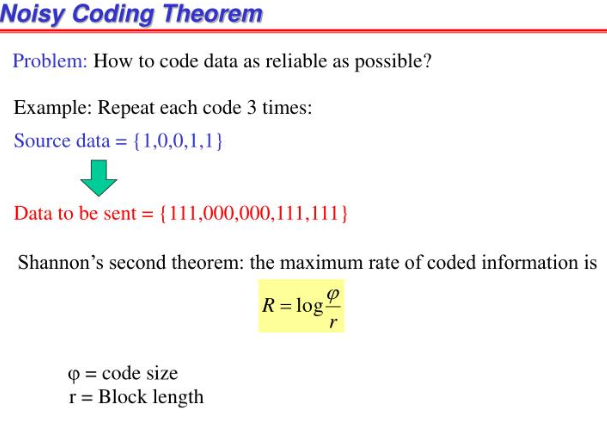 Noisy Coding Theorem
Problem: How to code data as reliable as possible?
Example: Repeat each code 3 times:
Source data = {1,0,0,1,1}
Data to be sent = {111,000,000,111,111}
Shannon’s second theorem: the maximum rate of coded information is
R = log φ/r
φ = code size
r = Block length